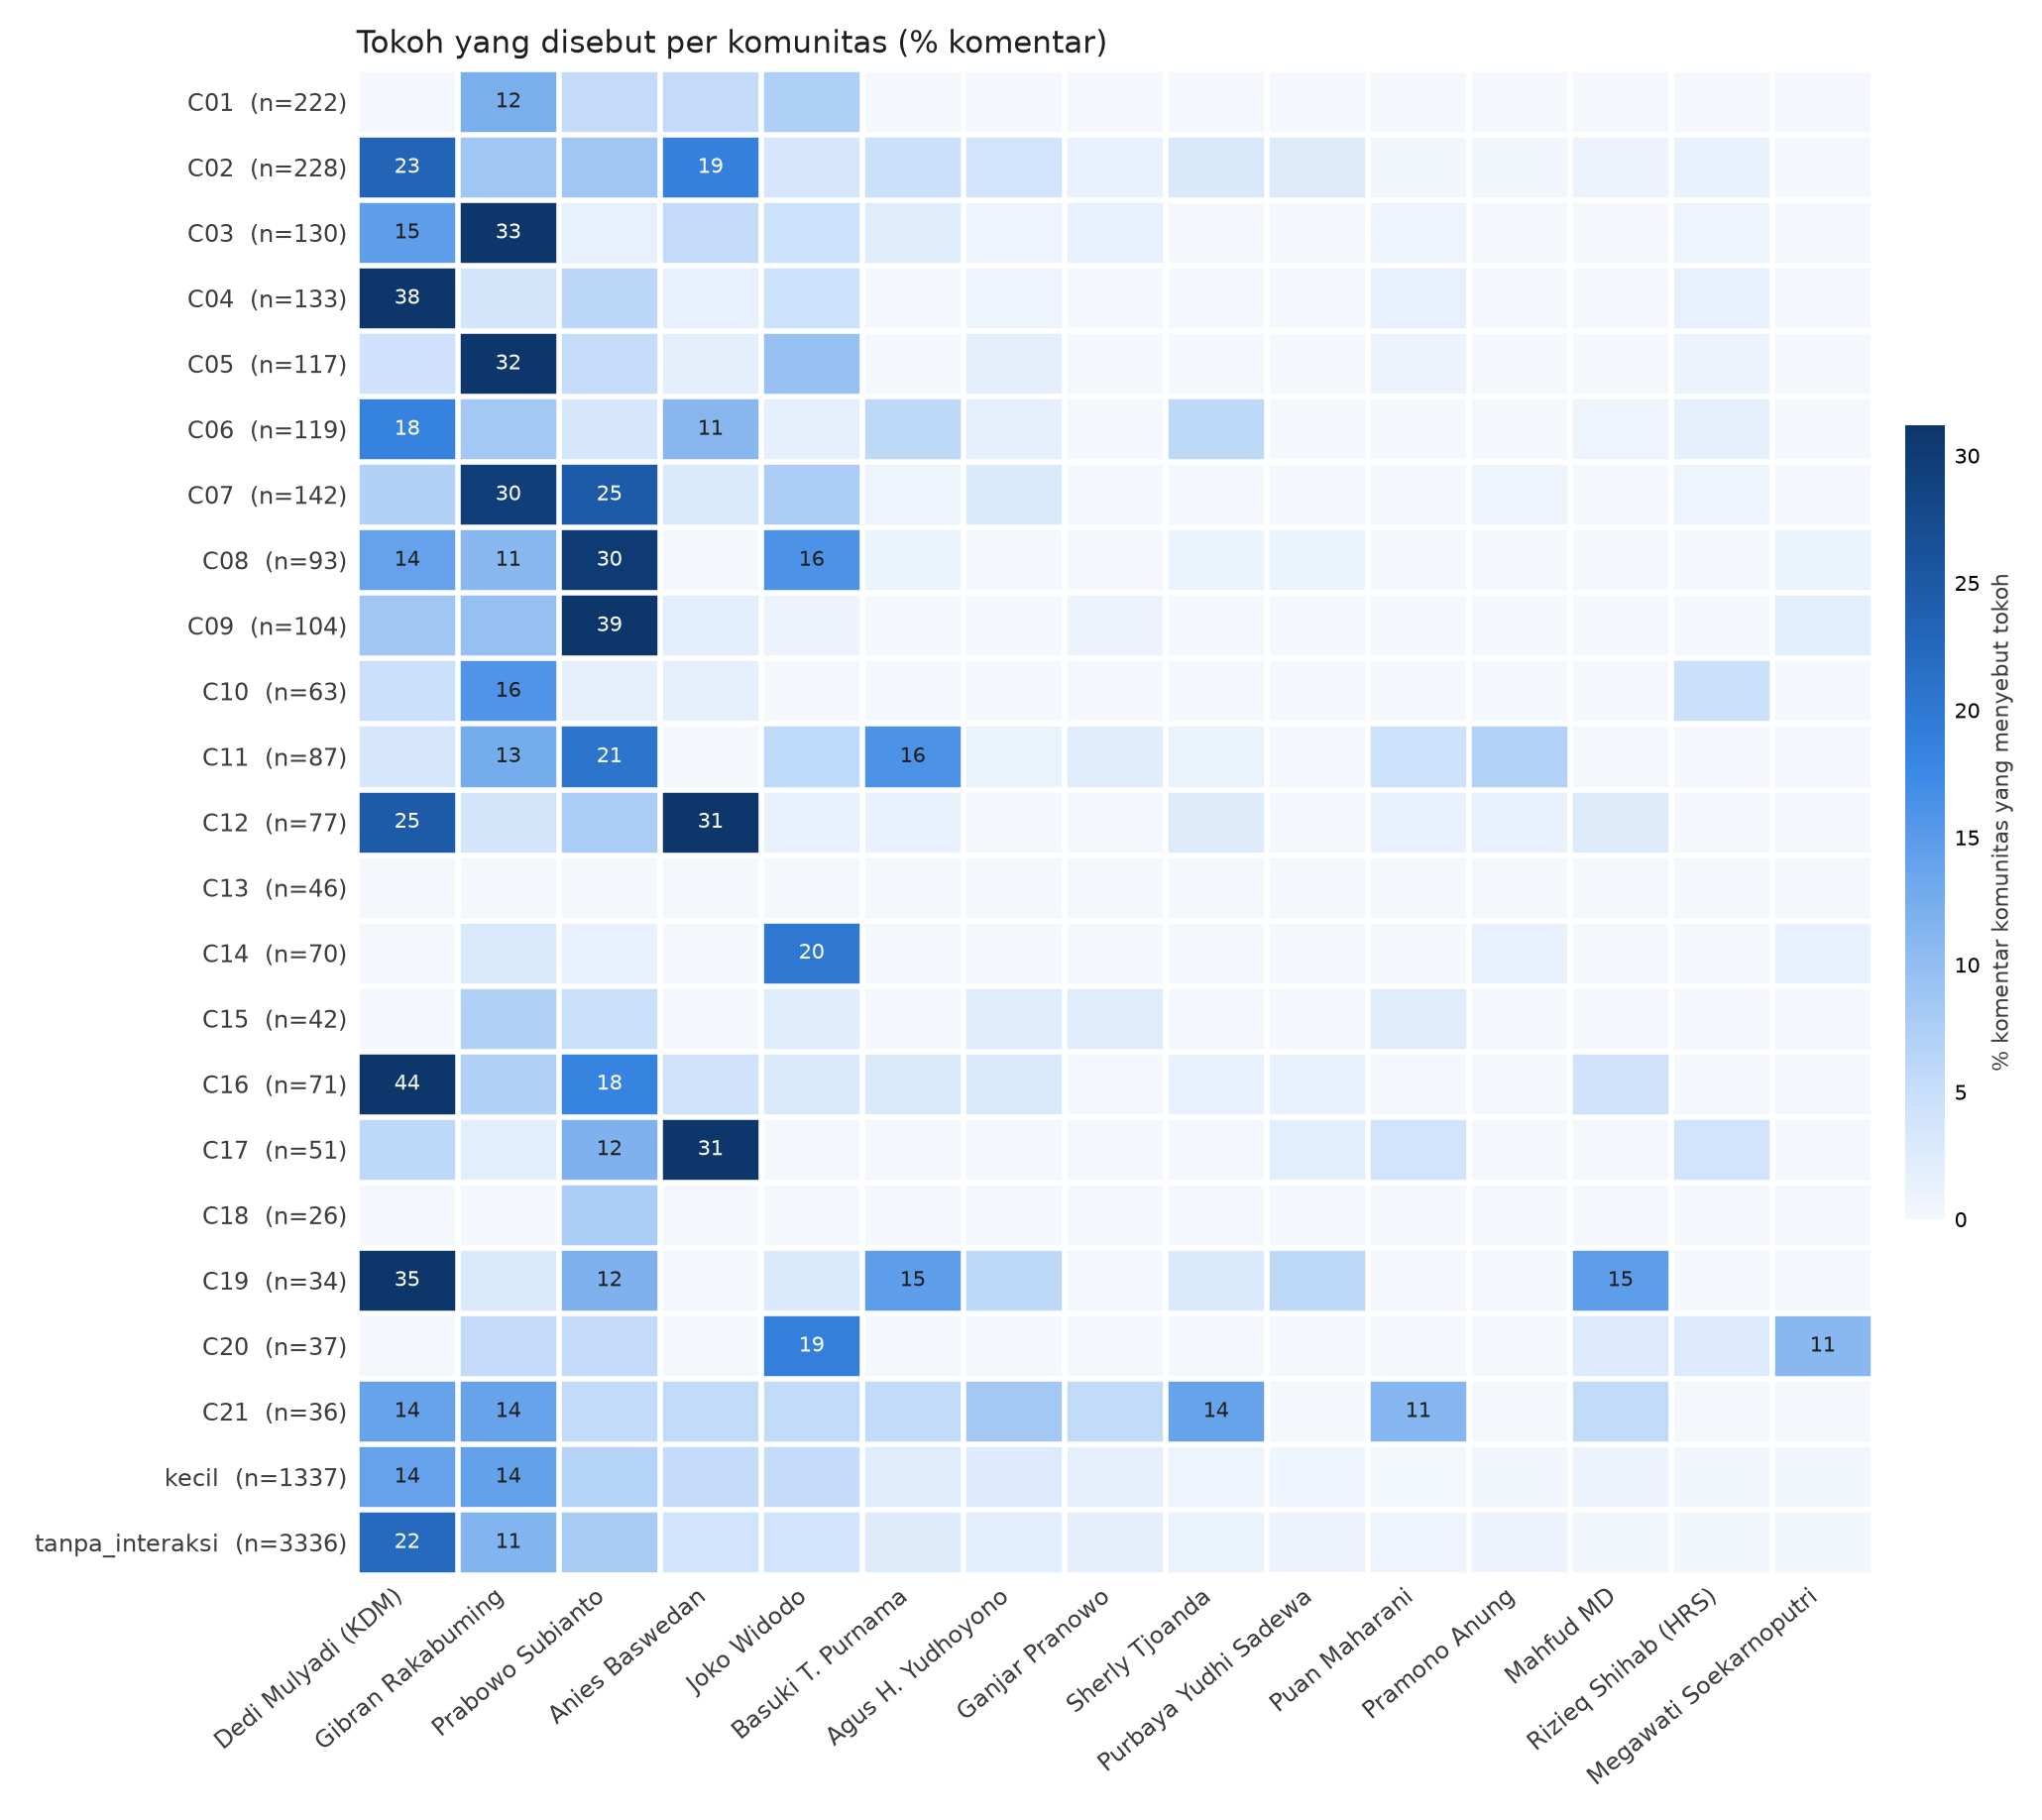 Tokoh yang disebut per komunitas (% komentar)
C01 (n=222) 12
C02 (n=228) 23 19
C03 (n=130) 15 33
C04 (n=133) 38
C05 (n=117) 32
C06 (n=119) 18 11
C07 (n=142) 30 25
C08 (n=93) 14 11 30 16
C09 (n=104) 39
C10 (n=63) 16
C11 (n=87) 13 21 16
C12 (n=77) 25 31
C13 (n=46)
C14 (n=70) 20
C15 (n=42)
C16 (n=71) 44 18
C17 (n=51) 12 31
C18 (n=26)
C19 (n=34) 35 12 15 15
C20 (n=37) 19 11
C21 (n=36) 14 14 14 11
kecil (n=1337) 14 14
tanpa_interaksi (n=3336) 22 11
Dedi Mulyadi (KDM)
Gibran Rakabuming
Prabowo Subianto
Anies Baswedan
Joko Widodo
Basuki T. Purnama
Agus H. Yudhoyono
Ganjar Pranowo
Sherly Tjoanda
Purbaya Yudhi Sadewa
Puan Maharani
Pramono Anung
Mahfud MD
Rizieq Shihab (HRS)
Megawati Soekarnoputri
30
25
20
15
10
5
0
% komentar komunitas yang menyebut tokoh